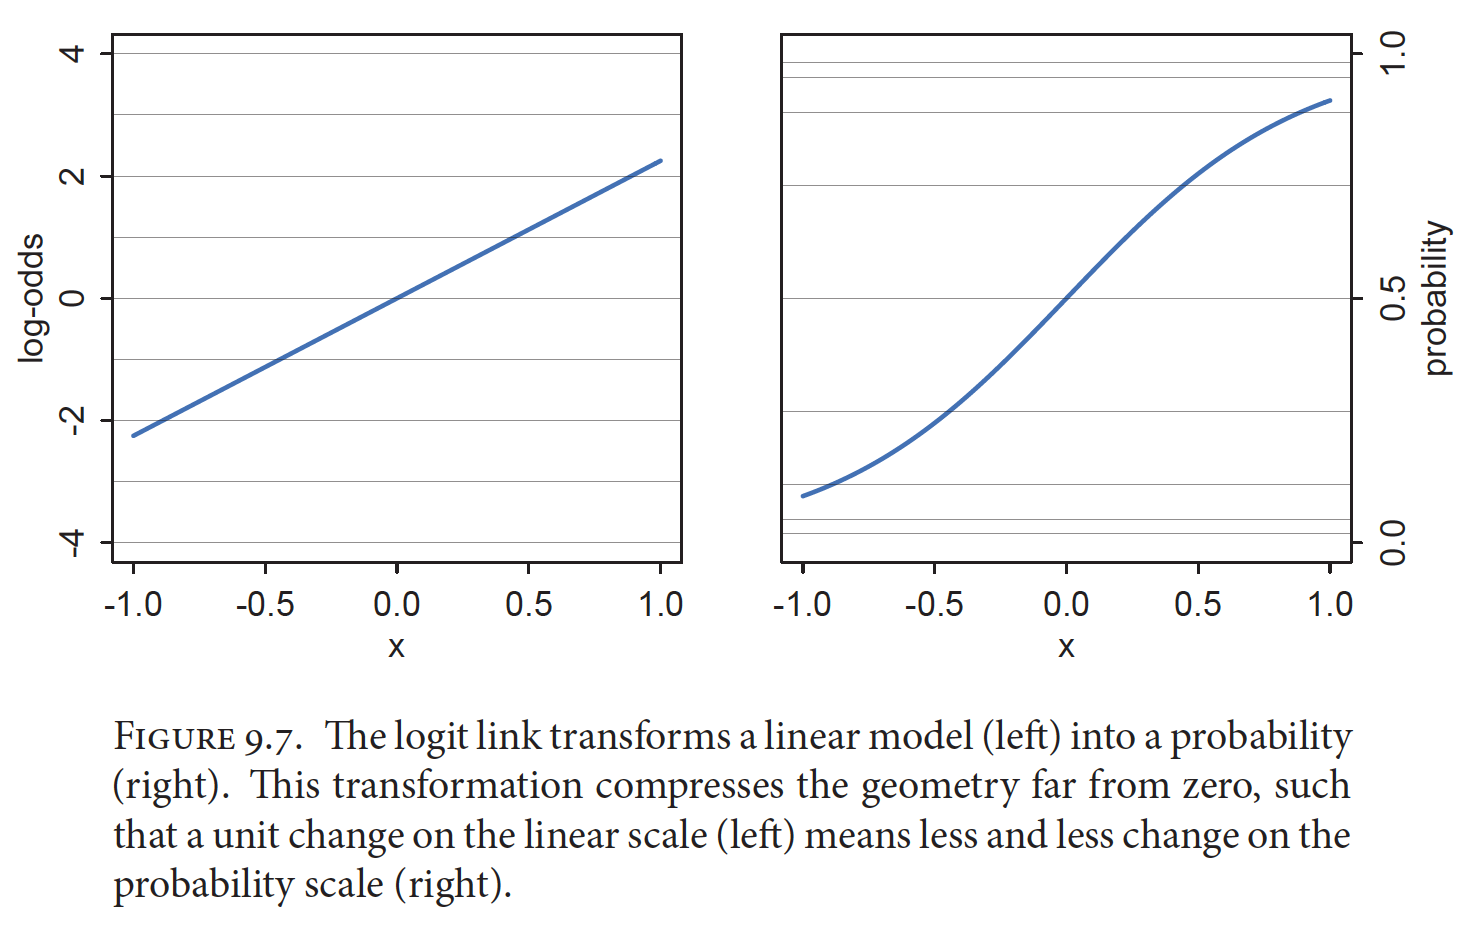 4
2
0
-2
-4
log-odds
-1.0 -0.5 0.0 0.5 1.0
x
1.0
0.5
0.0
probability
-1.0 -0.5 0.0 0.5 1.0
x
FIGURE 9.7. The logit link transforms a linear model (left) into a probability
(right). This transformation compresses the geometry far from zero, such
that a unit change on the linear scale (left) means less and less change on the
probability scale (right).